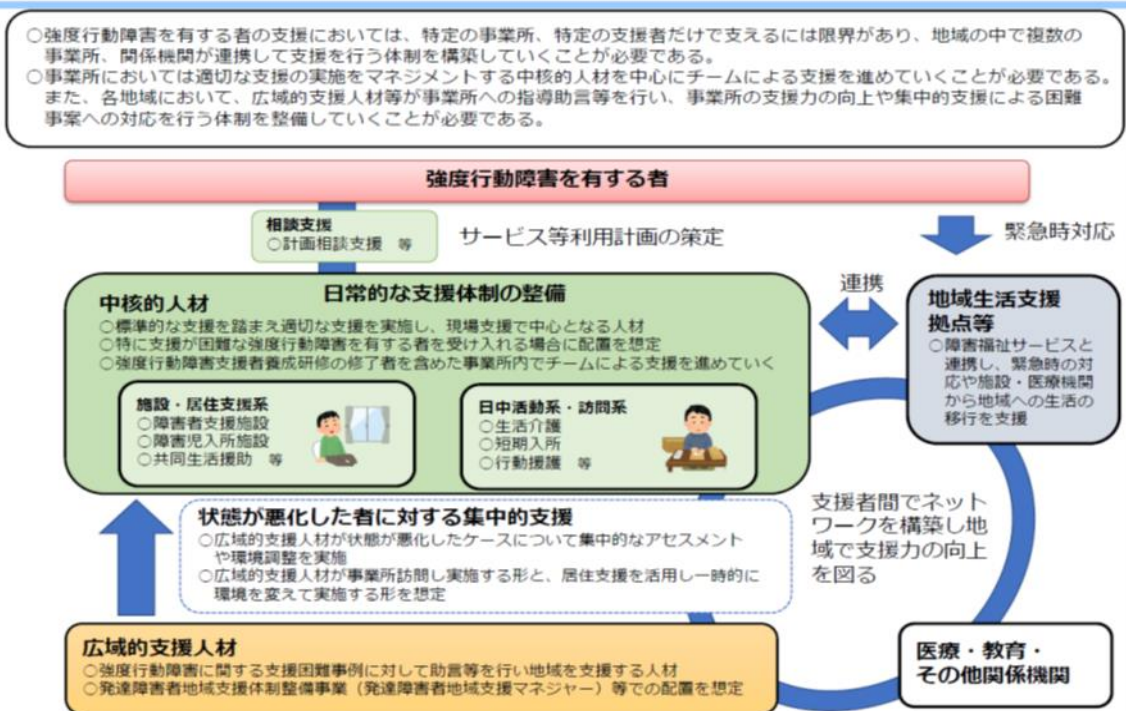 ○強度行動障害を有する者の支援においては、特定の事業所、特定の支援者だけで支えるには限界があり、地域の中で複数の
事業所、関係機関が連携して支援を行う体制を構築していくことが必要である。
○事業所においては適切な支援の実施をマネジメントする中核的人材を中心にチームによる支援を進めていくことが必要である。
また、各地域において、広域的支援人材等が事業所への指導助言等を行い、事業所の支援力の向上や集中的支援による困難
事案への対応を行う体制を整備していくことが必要である。
強度行動障害を有する者
相談支援
○計画相談支援 等
サービス等利用計画の策定
緊急時対応
日常的な支援体制の整備
中核的人材
○標準的な支援を踏まえ適切な支援を実施し、現場支援で中心となる人材
○特に支援が困難な強度行動障害を有する者を受け入れる場合に配置を想定
○強度行動障害支援者養成研修の修了者を含めた事業所内でチームによる支援を進めていく
施設・居住支援系
○障害者支援施設
○障害児入所施設
○共同生活援助 等
日中活動系・訪問系
○生活介護
○短期入所
○行動援護 等
連携
地域生活支援
拠点等
○障害福祉サービスと
連携し、緊急時の対
応や施設・医療機関
から地域への生活の
移行を支援
状態が悪化した者に対する集中的支援
○広域的支援人材が状態が悪化したケースについて集中的なアセスメント
や環境調整を実施
○広域的支援人材が事業所訪問し実施する形と、居住支援を活用し一時的に
環境を変えて実施する形を想定
支援者間でネット
ワークを構築し地
域で支援力の向上
を図る
広域的支援人材
○強度行動障害に関する支援困難事例に対して助言等を行い地域を支援する人材
○発達障害者地域支援体制整備事業（発達障害者地域支援マネジャー）等での配置を想定
医療・教育・
その他関係機関